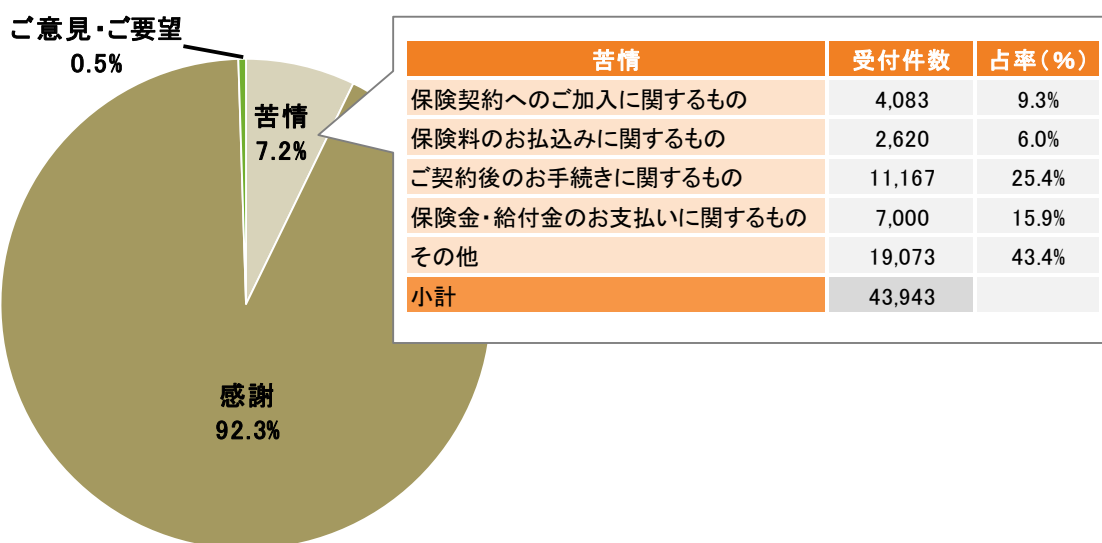 ご意見・ご要望
0.5%
苦情
7.2%
感謝
92.3%
苦情 受付件数 占率(%)
保険契約へのご加入に関するもの 4,083 9.3%
保険料のお払込みに関するもの 2,620 6.0%
ご契約後のお手続きに関するもの 11,167 25.4%
保険金・給付金のお支払いに関するもの 7,000 15.9%
その他 19,073 43.4%
小計 43,943